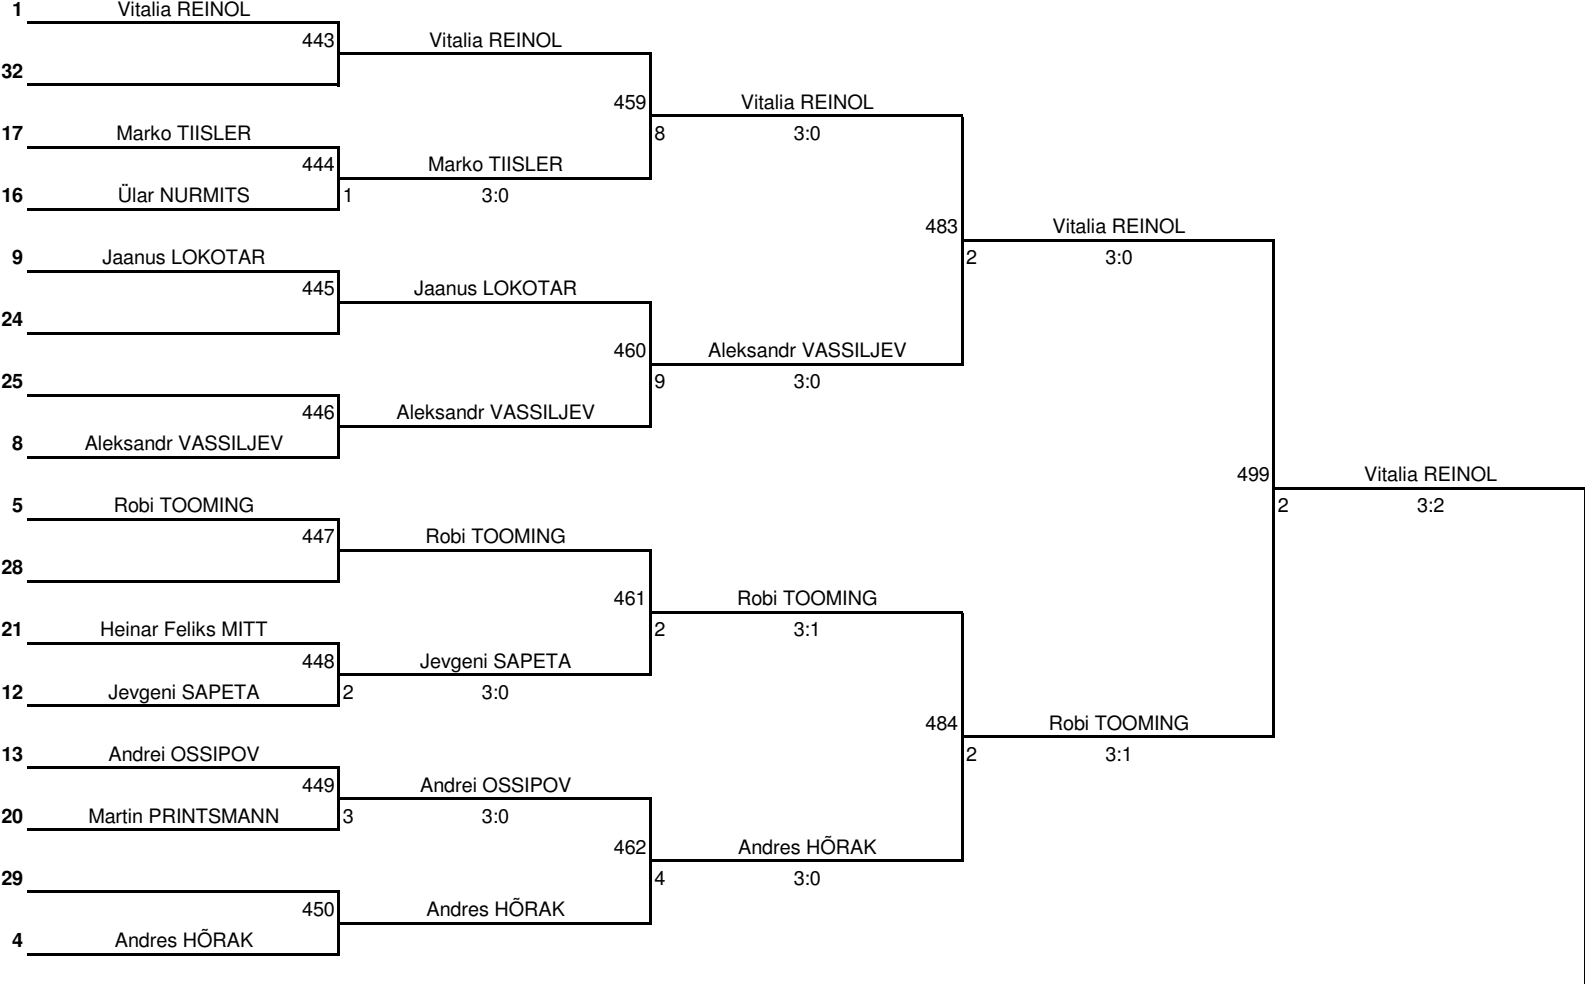 1 Vitalia REINOL
443 Vitalia REINOL
32
459 Vitalia REINOL
17 Marko TIISLER 8 3:0
444 Marko TIISLER
16 Ülar NURMITS 1 3:0
483 Vitalia REINOL
9 Jaanus LOKOTAR 2 3:0
445 Jaanus LOKOTAR
24
460 Aleksandr VASSILJEV
25 9 3:0
446 Aleksandr VASSILJEV
8 Aleksandr VASSILJEV
499 Vitalia REINOL
5 Robi TOOMING 2 3:2
447 Robi TOOMING
28
461 Robi TOOMING
21 Heinar Feliks MITT 2 3:1
448 Jevgeni SAPETA
12 Jevgeni SAPETA 2 3:0
484 Robi TOOMING
13 Andrei OSSIPOV 2 3:1
449 Andrei OSSIPOV
20 Martin PRINTSMANN 3 3:0
462 Andres HÕRAK
29 4 3:0
450 Andres HÕRAK
4 Andres HÕRAK